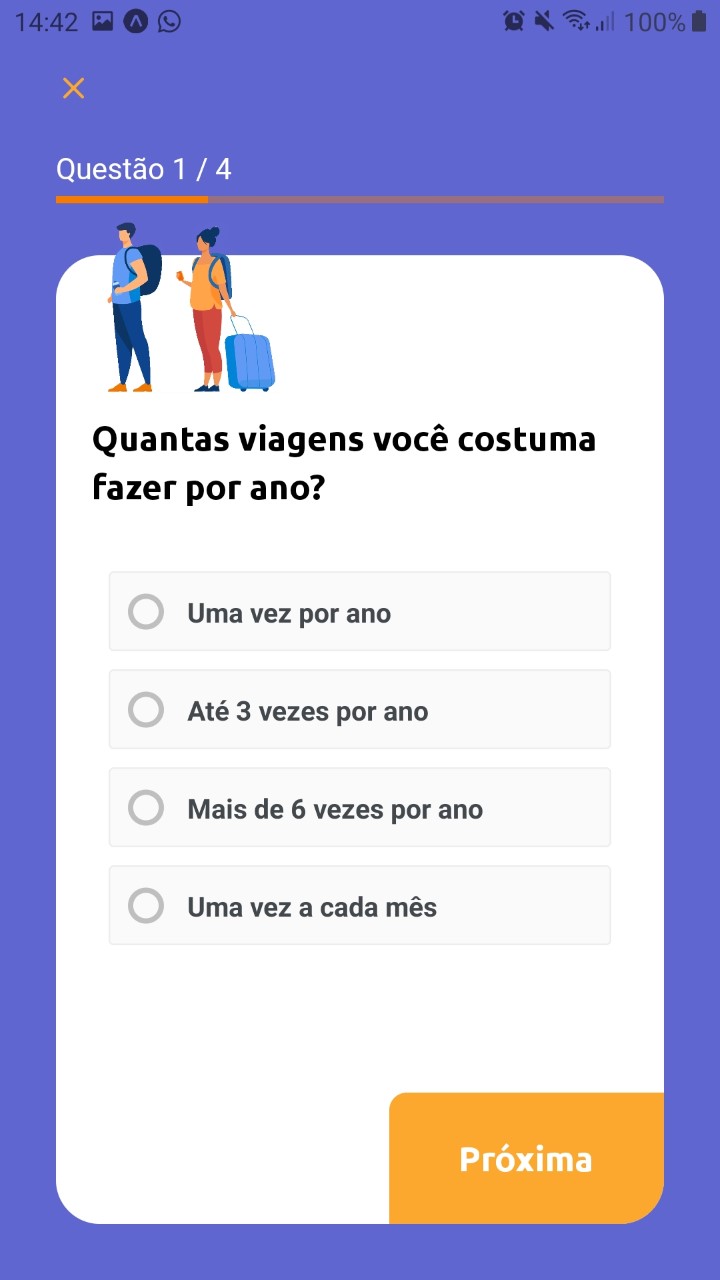 14:42 100%
Questão 1 / 4
Quantas viagens você costuma
fazer por ano?
Uma vez por ano
Até 3 vezes por ano
Mais de 6 vezes por ano
Uma vez a cada mês
Próxima